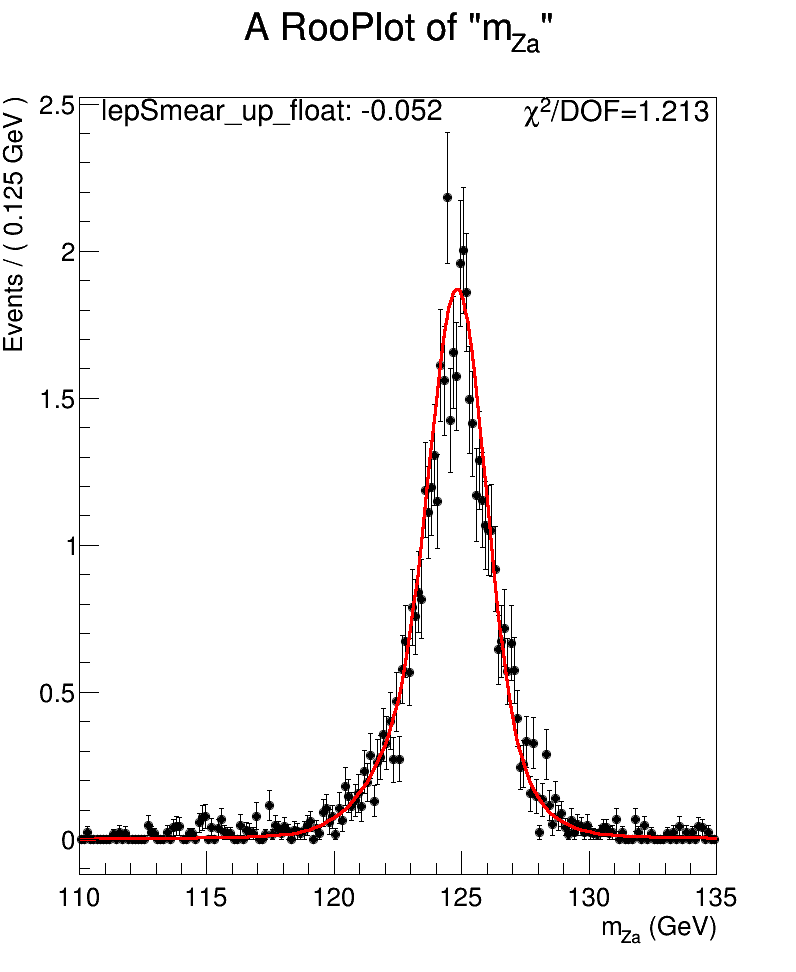 A RooPlot of "m_Za"
lepSmear_up_float: -0.052
χ²/DOF=1.213
Events / ( 0.125 GeV )
2.5
2
1.5
1
0.5
0
110 115 120 125 130 135
m_Za (GeV)